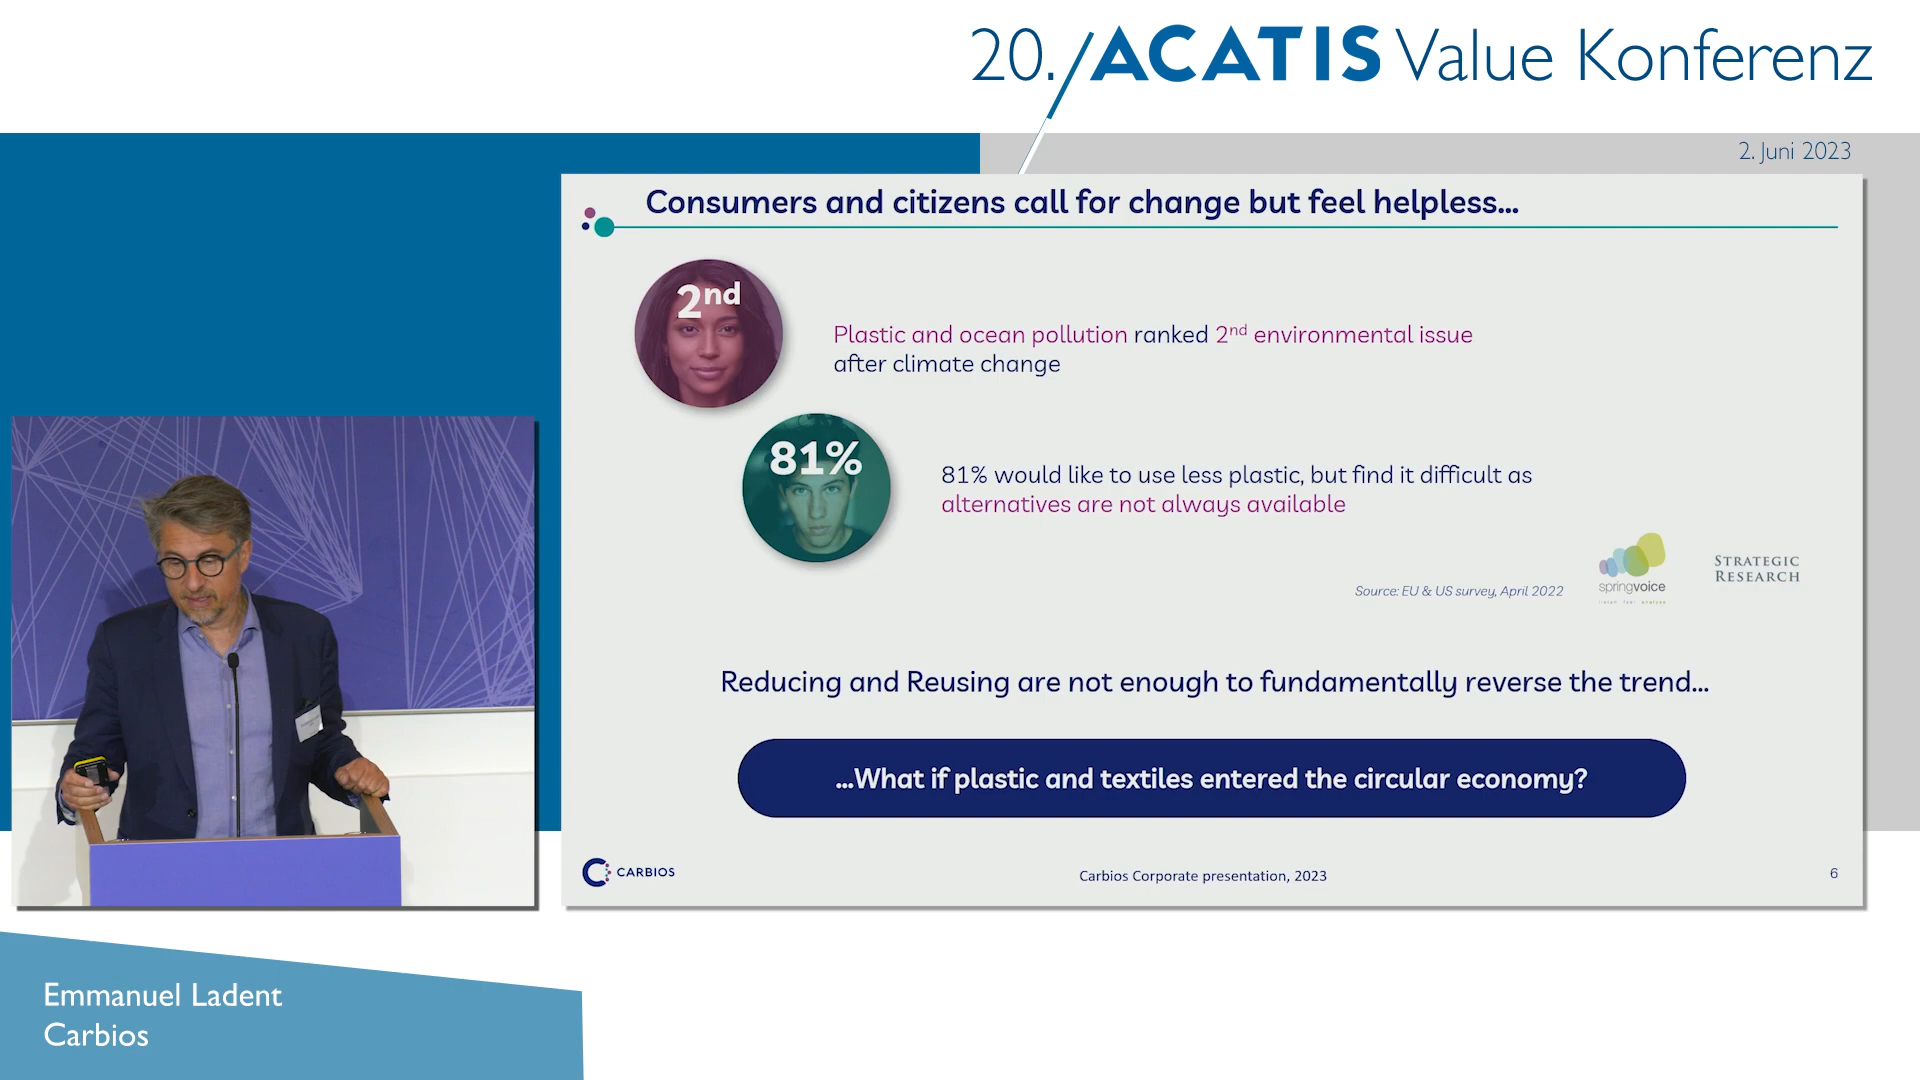 20. ACATIS Value Konferenz
2. Juni 2023
Consumers and citizens call for change but feel helpless...
2nd
Plastic and ocean pollution ranked 2nd environmental issue
after climate change
81%
81% would like to use less plastic, but find it difficult as
alternatives are not always available
Source: EU & US survey, April 2022
springvoice
listen feel analyze
STRATEGIC
RESEARCH
Reducing and Reusing are not enough to fundamentally reverse the trend...
...What if plastic and textiles entered the circular economy?
CARBIOS
Carbios Corporate presentation, 2023
6
Emmanuel Ladent
Carbios